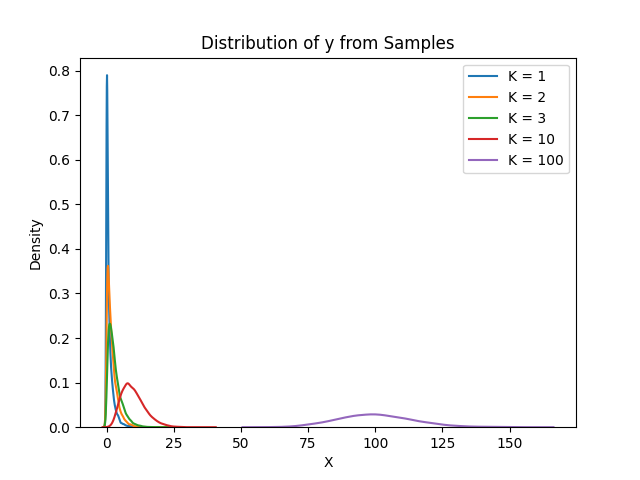 Distribution of y from Samples
K = 1
K = 2
K = 3
K = 10
K = 100
Density
0.8
0.7
0.6
0.5
0.4
0.3
0.2
0.1
0.0
0 25 50 75 100 125 150
X